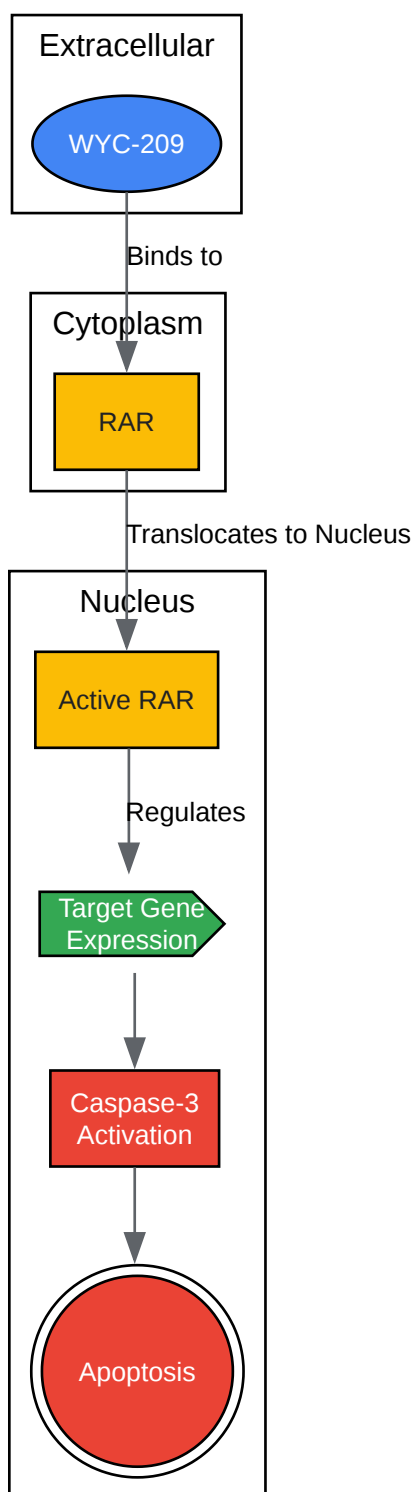 Extracellular
WYC-209
Binds to
Cytoplasm
RAR
Translocates to Nucleus
Nucleus
Active RAR
Regulates
Target Gene
Expression
Caspase-3
Activation
Apoptosis